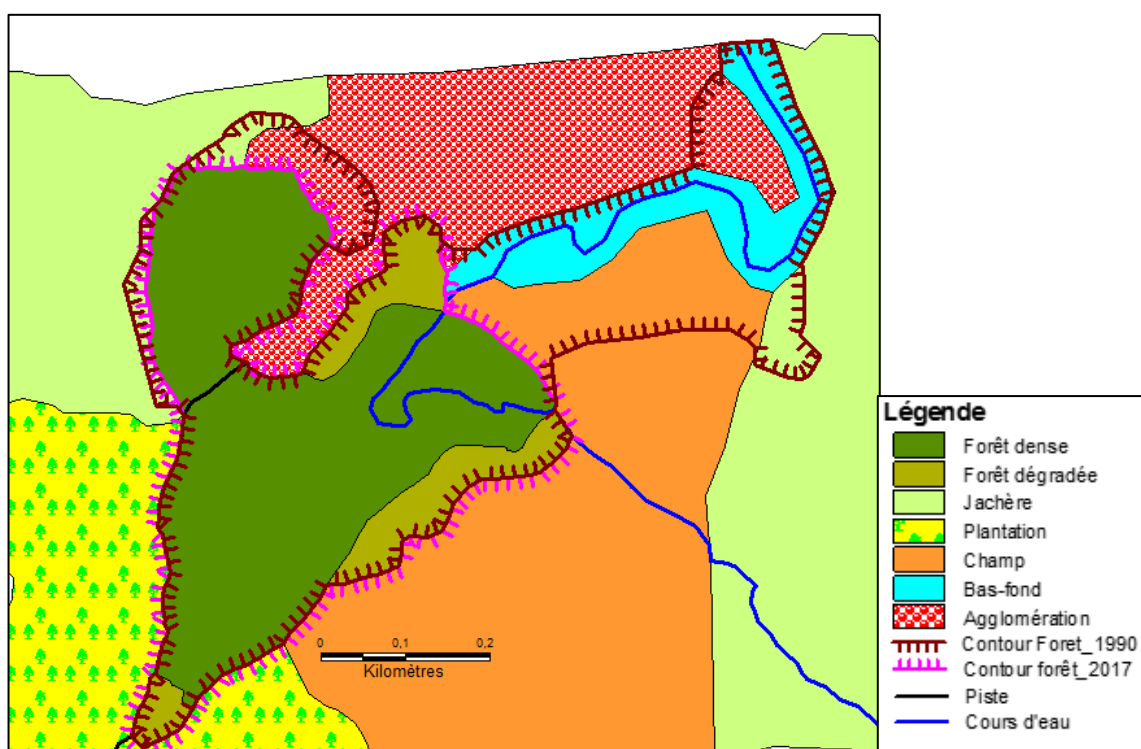 Légende
Forêt dense
Forêt dégradée
Jachère
Plantation
Champ
Bas-fond
Agglomération
Contour Foret_1990
Contour forêt_2017
Piste
Cours d'eau
0 0,1 0,2
Kilomètres